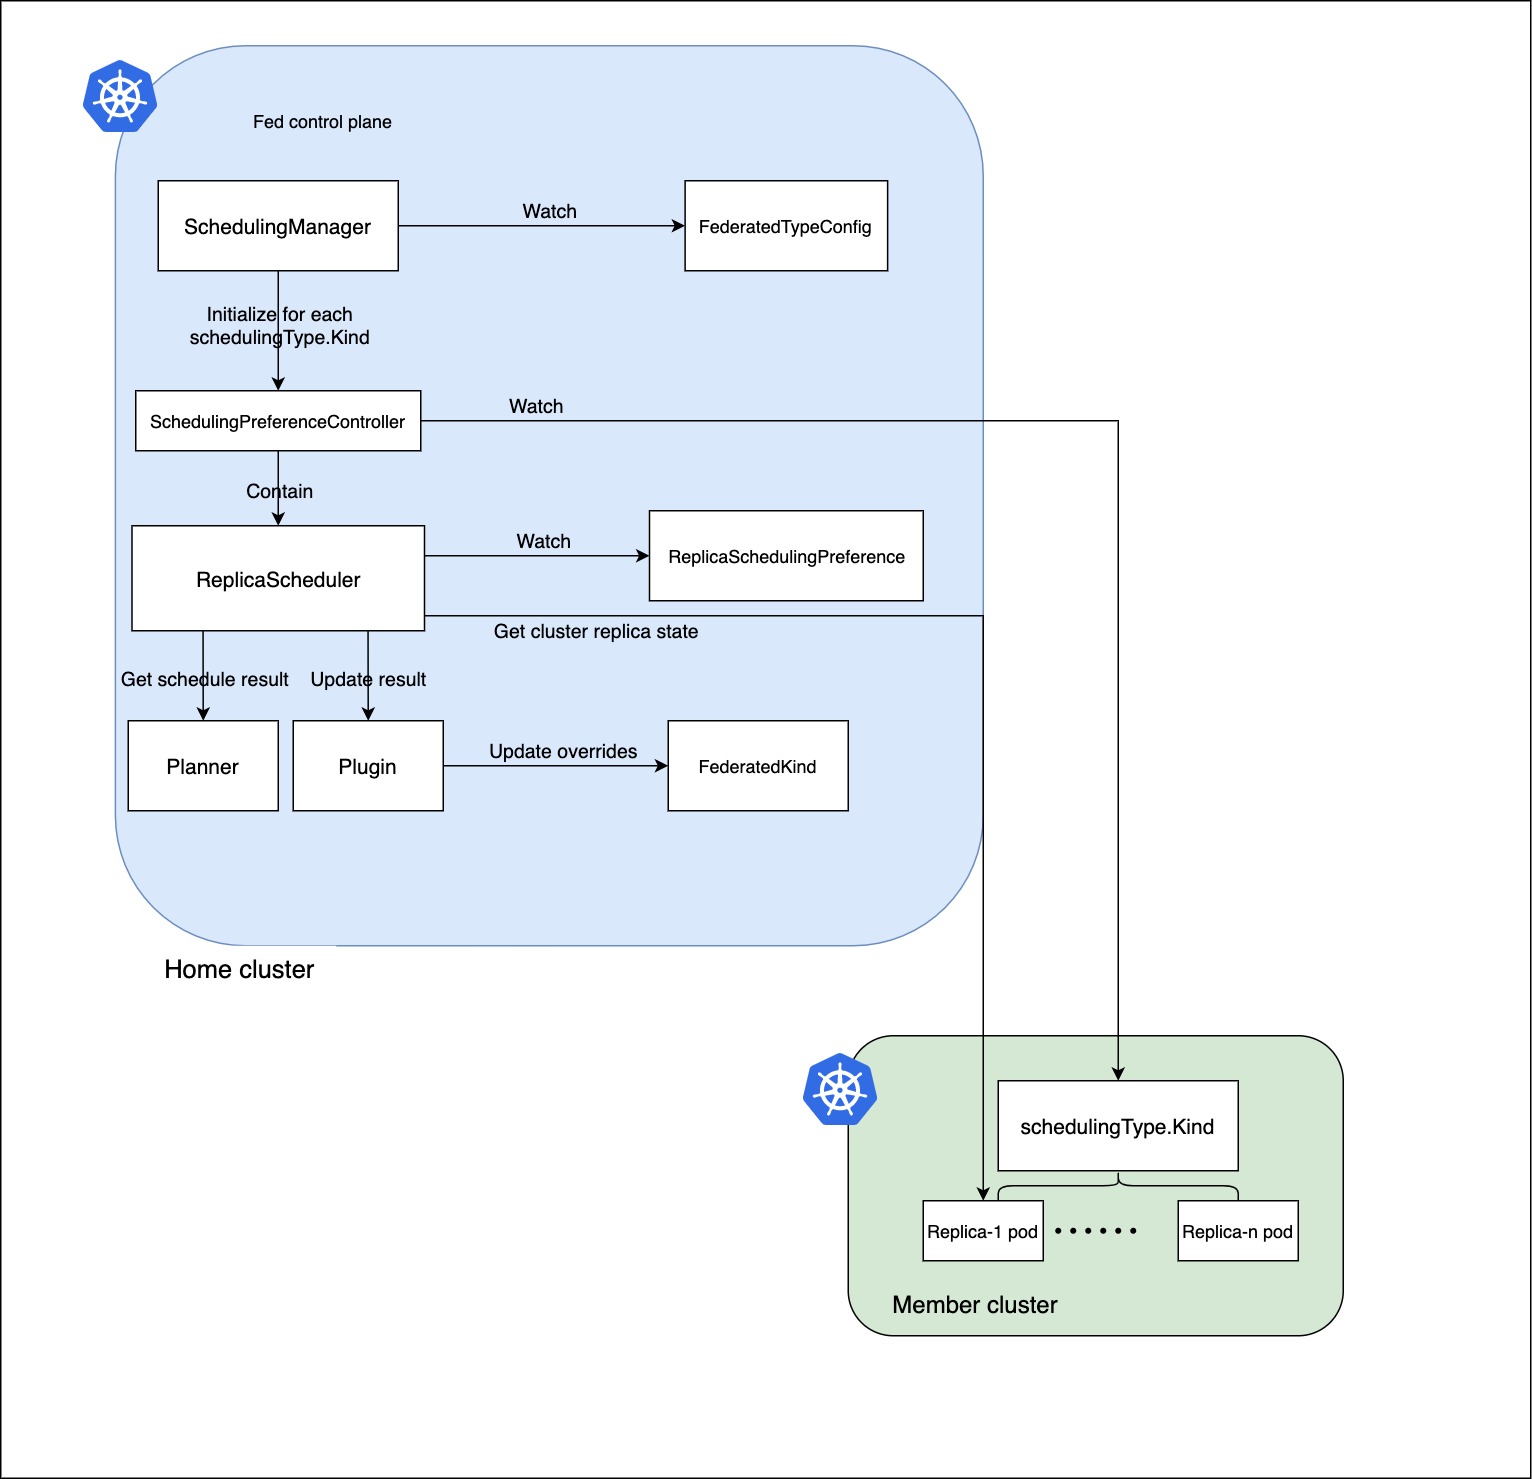 Fed control plane
SchedulingManager
Watch
FederatedTypeConfig
Initialize for each
schedulingType.Kind
SchedulingPreferenceController
Watch
Contain
ReplicaScheduler
Watch
ReplicaSchedulingPreference
Get cluster replica state
Get schedule result
Update result
Planner
Plugin
Update overrides
FederatedKind
Home cluster
schedulingType.Kind
Replica-1 pod
Replica-n pod
Member cluster